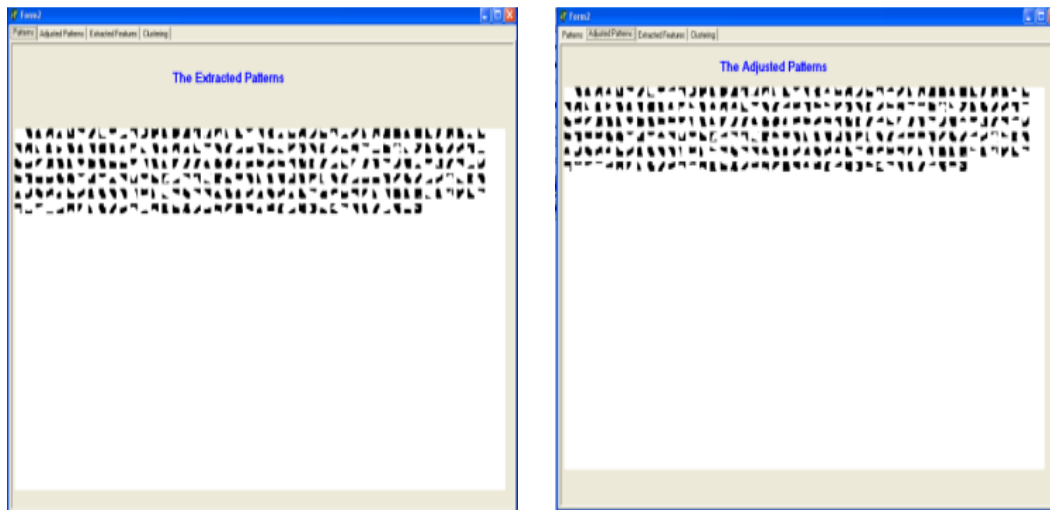 Form2
Patterns Adjusted Patterns Extracted Features Clustering
The Extracted Patterns
Form2
Patterns Adjusted Patterns Extracted Features Clustering
The Adjusted Patterns